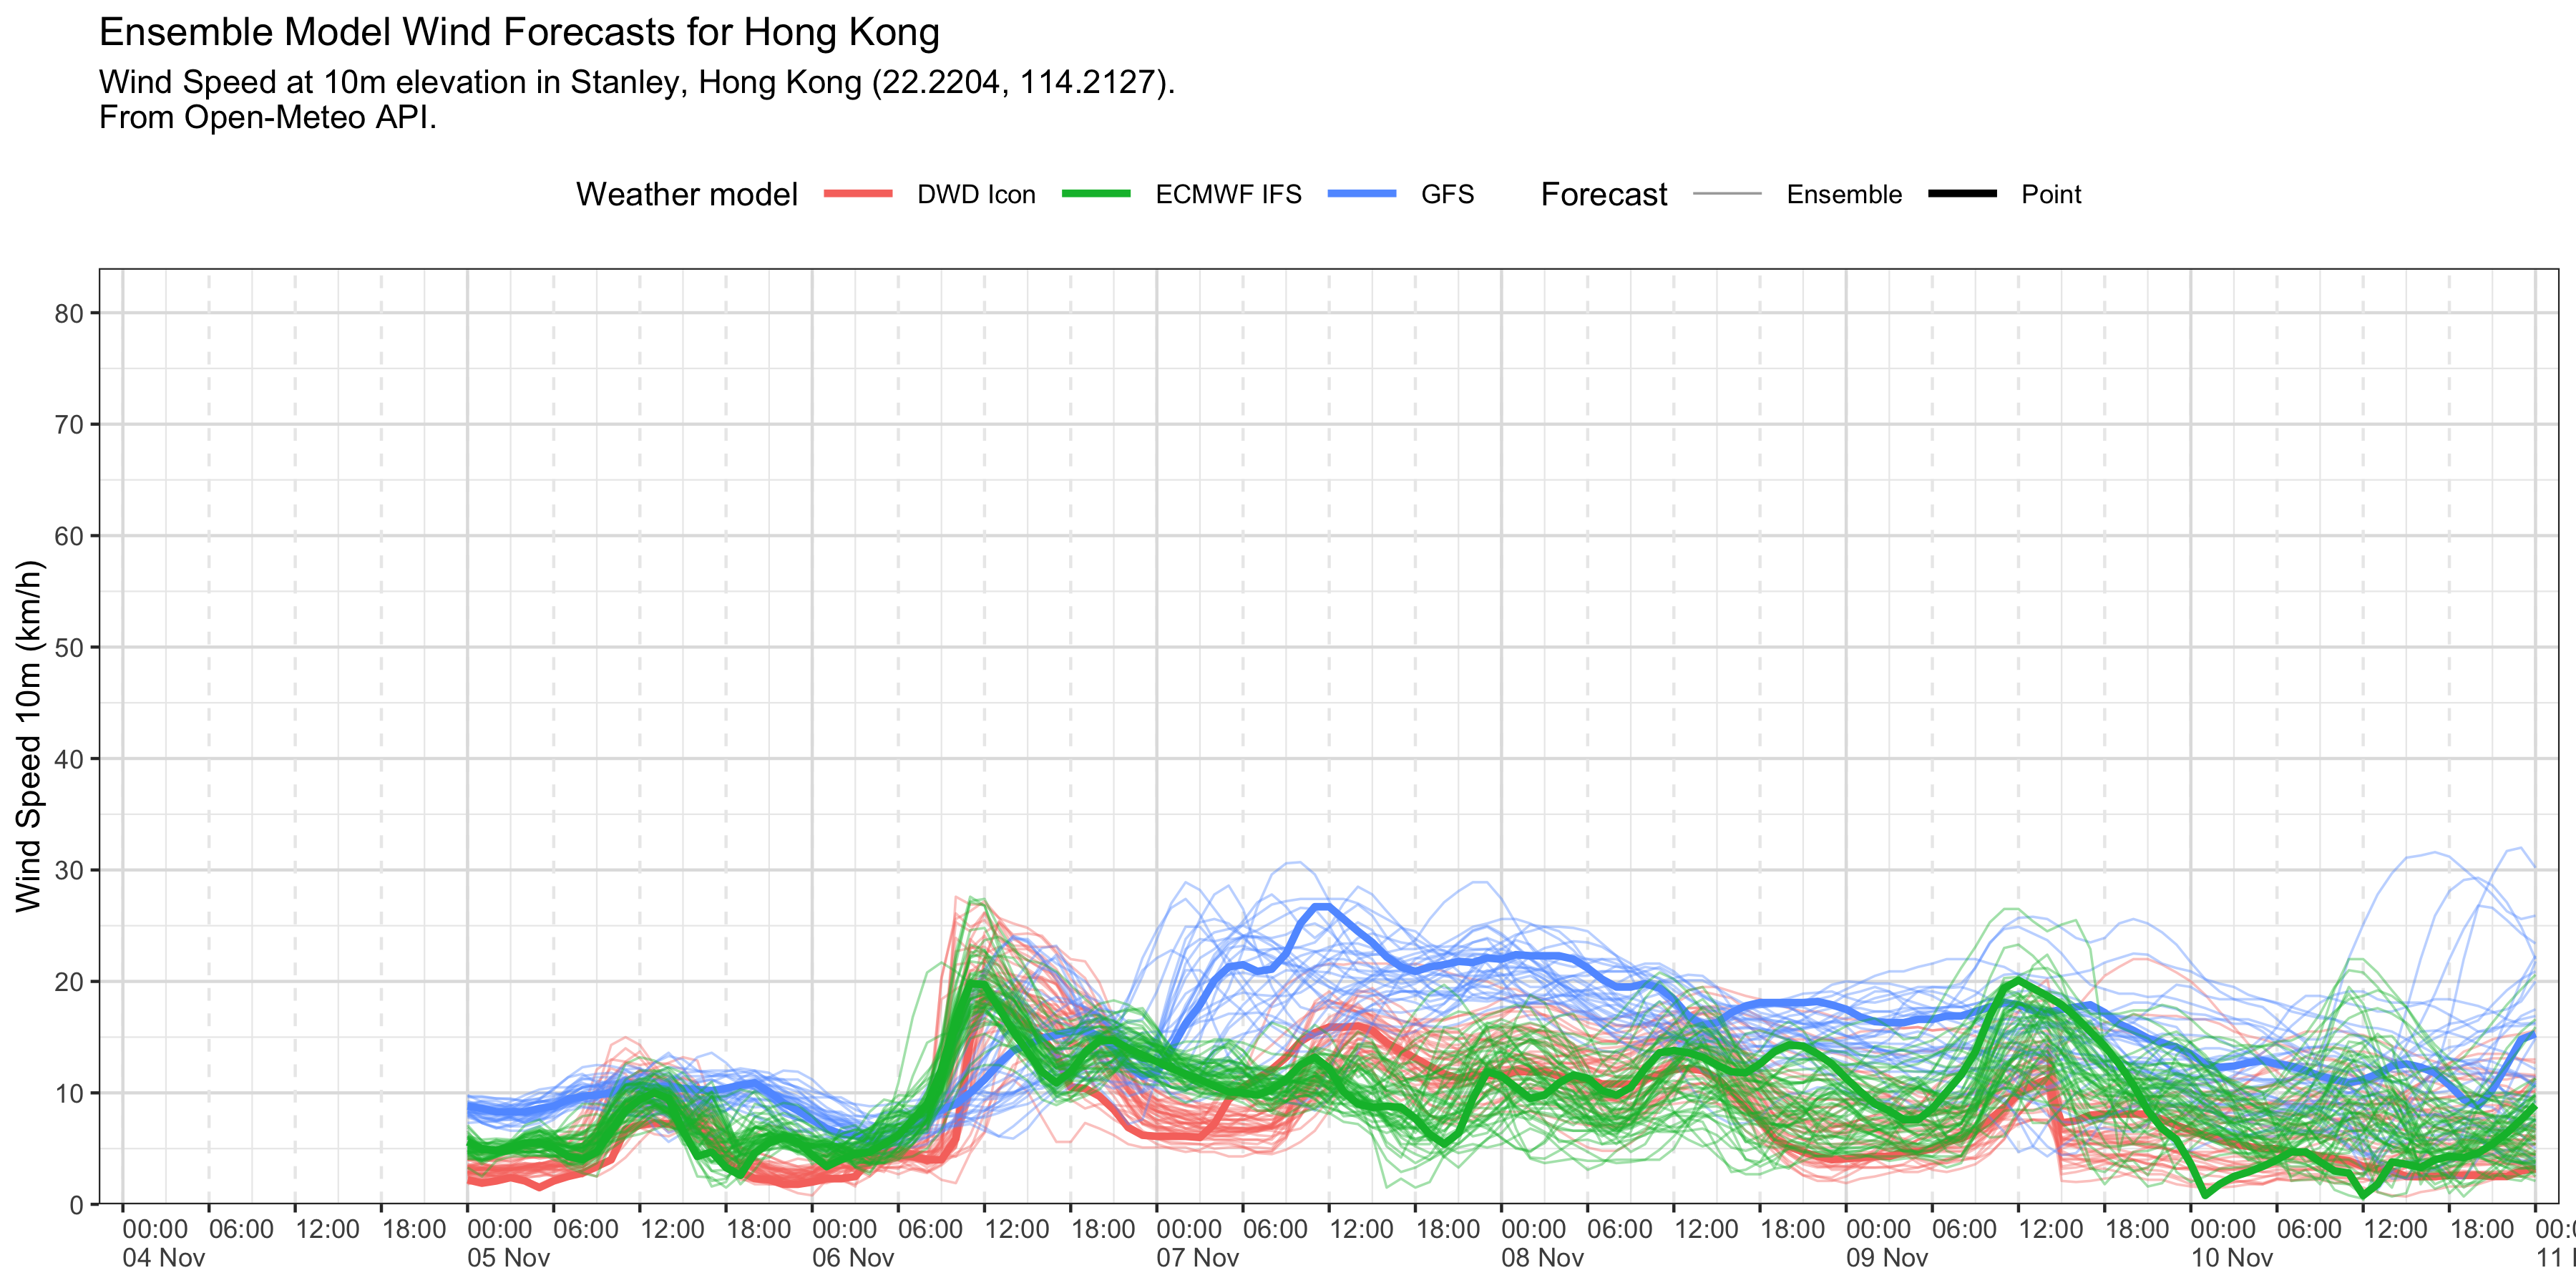 Ensemble Model Wind Forecasts for Hong Kong
Wind Speed at 10m elevation in Stanley, Hong Kong (22.2204, 114.2127).
From Open-Meteo API.
Weather model DWD Icon ECMWF IFS GFS Forecast Ensemble Point
Wind Speed 10m (km/h)
80
70
60
50
40
30
20
10
0
00:00 06:00 12:00 18:00 00:00 06:00 12:00 18:00 00:00 06:00 12:00 18:00 00:00 06:00 12:00 18:00 00:00 06:00 12:00 18:00 00:00 06:00 12:00 18:00 00:00 06:00 12:00 18:00
04 Nov 05 Nov 06 Nov 07 Nov 08 Nov 09 Nov 10 Nov 11